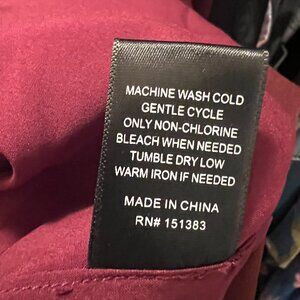 MACHINE WASH COLD
GENTLE CYCLE
ONLY NON-CHLORINE
BLEACH WHEN NEEDED
TUMBLE DRY LOW
WARM IRON IF NEEDED
MADE IN CHINA
RN# 151383